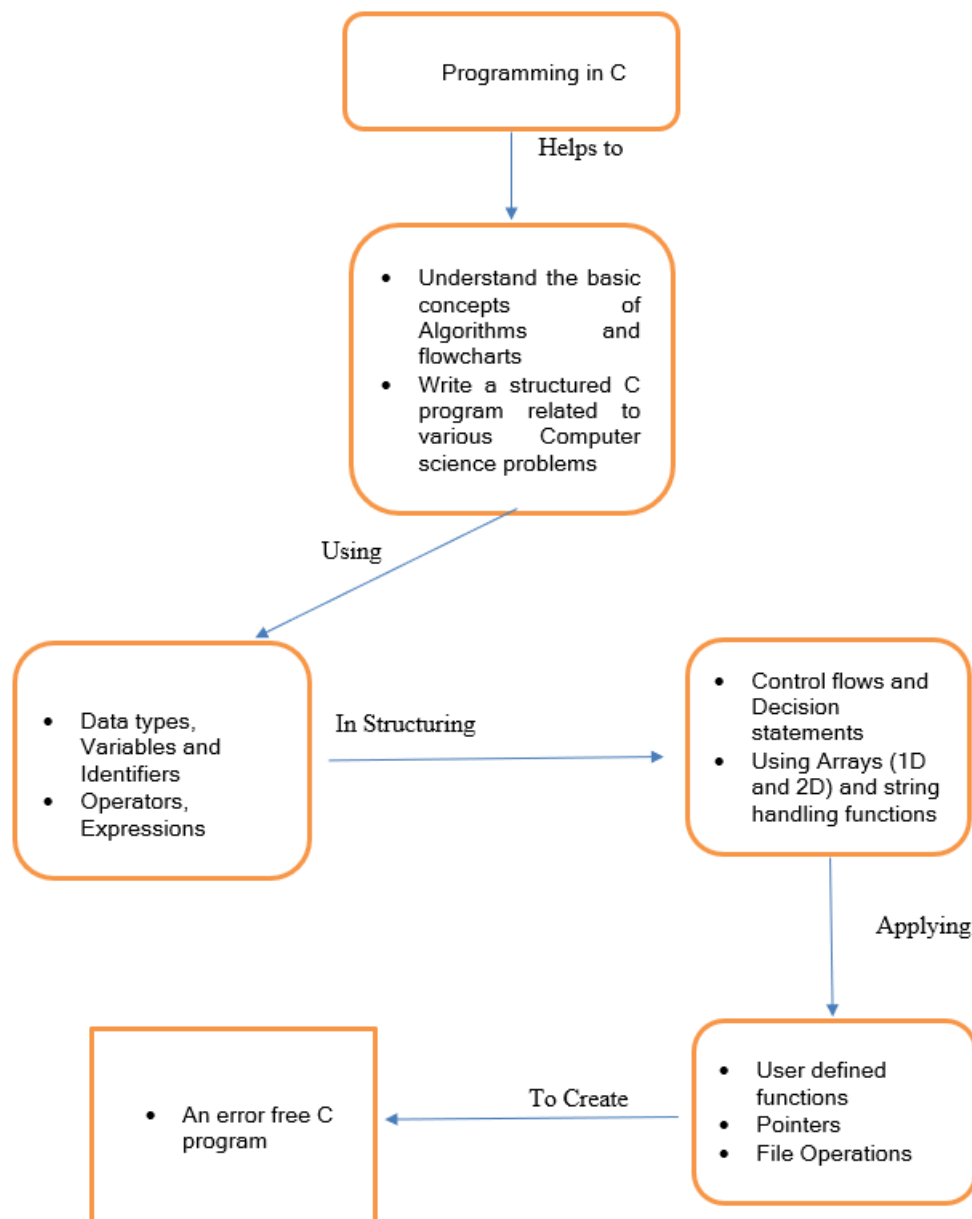 Programming in C
Helps to
• Understand the basic
concepts of
Algorithms and
flowcharts
• Write a structured C
program related to
various Computer
science problems
Using
• Data types,
Variables and
Identifiers
• Operators,
Expressions
In Structuring
• Control flows and
Decision
statements
• Using Arrays (1D
and 2D) and string
handling functions
Applying
• User defined
functions
• Pointers
• File Operations
To Create
• An error free C
program